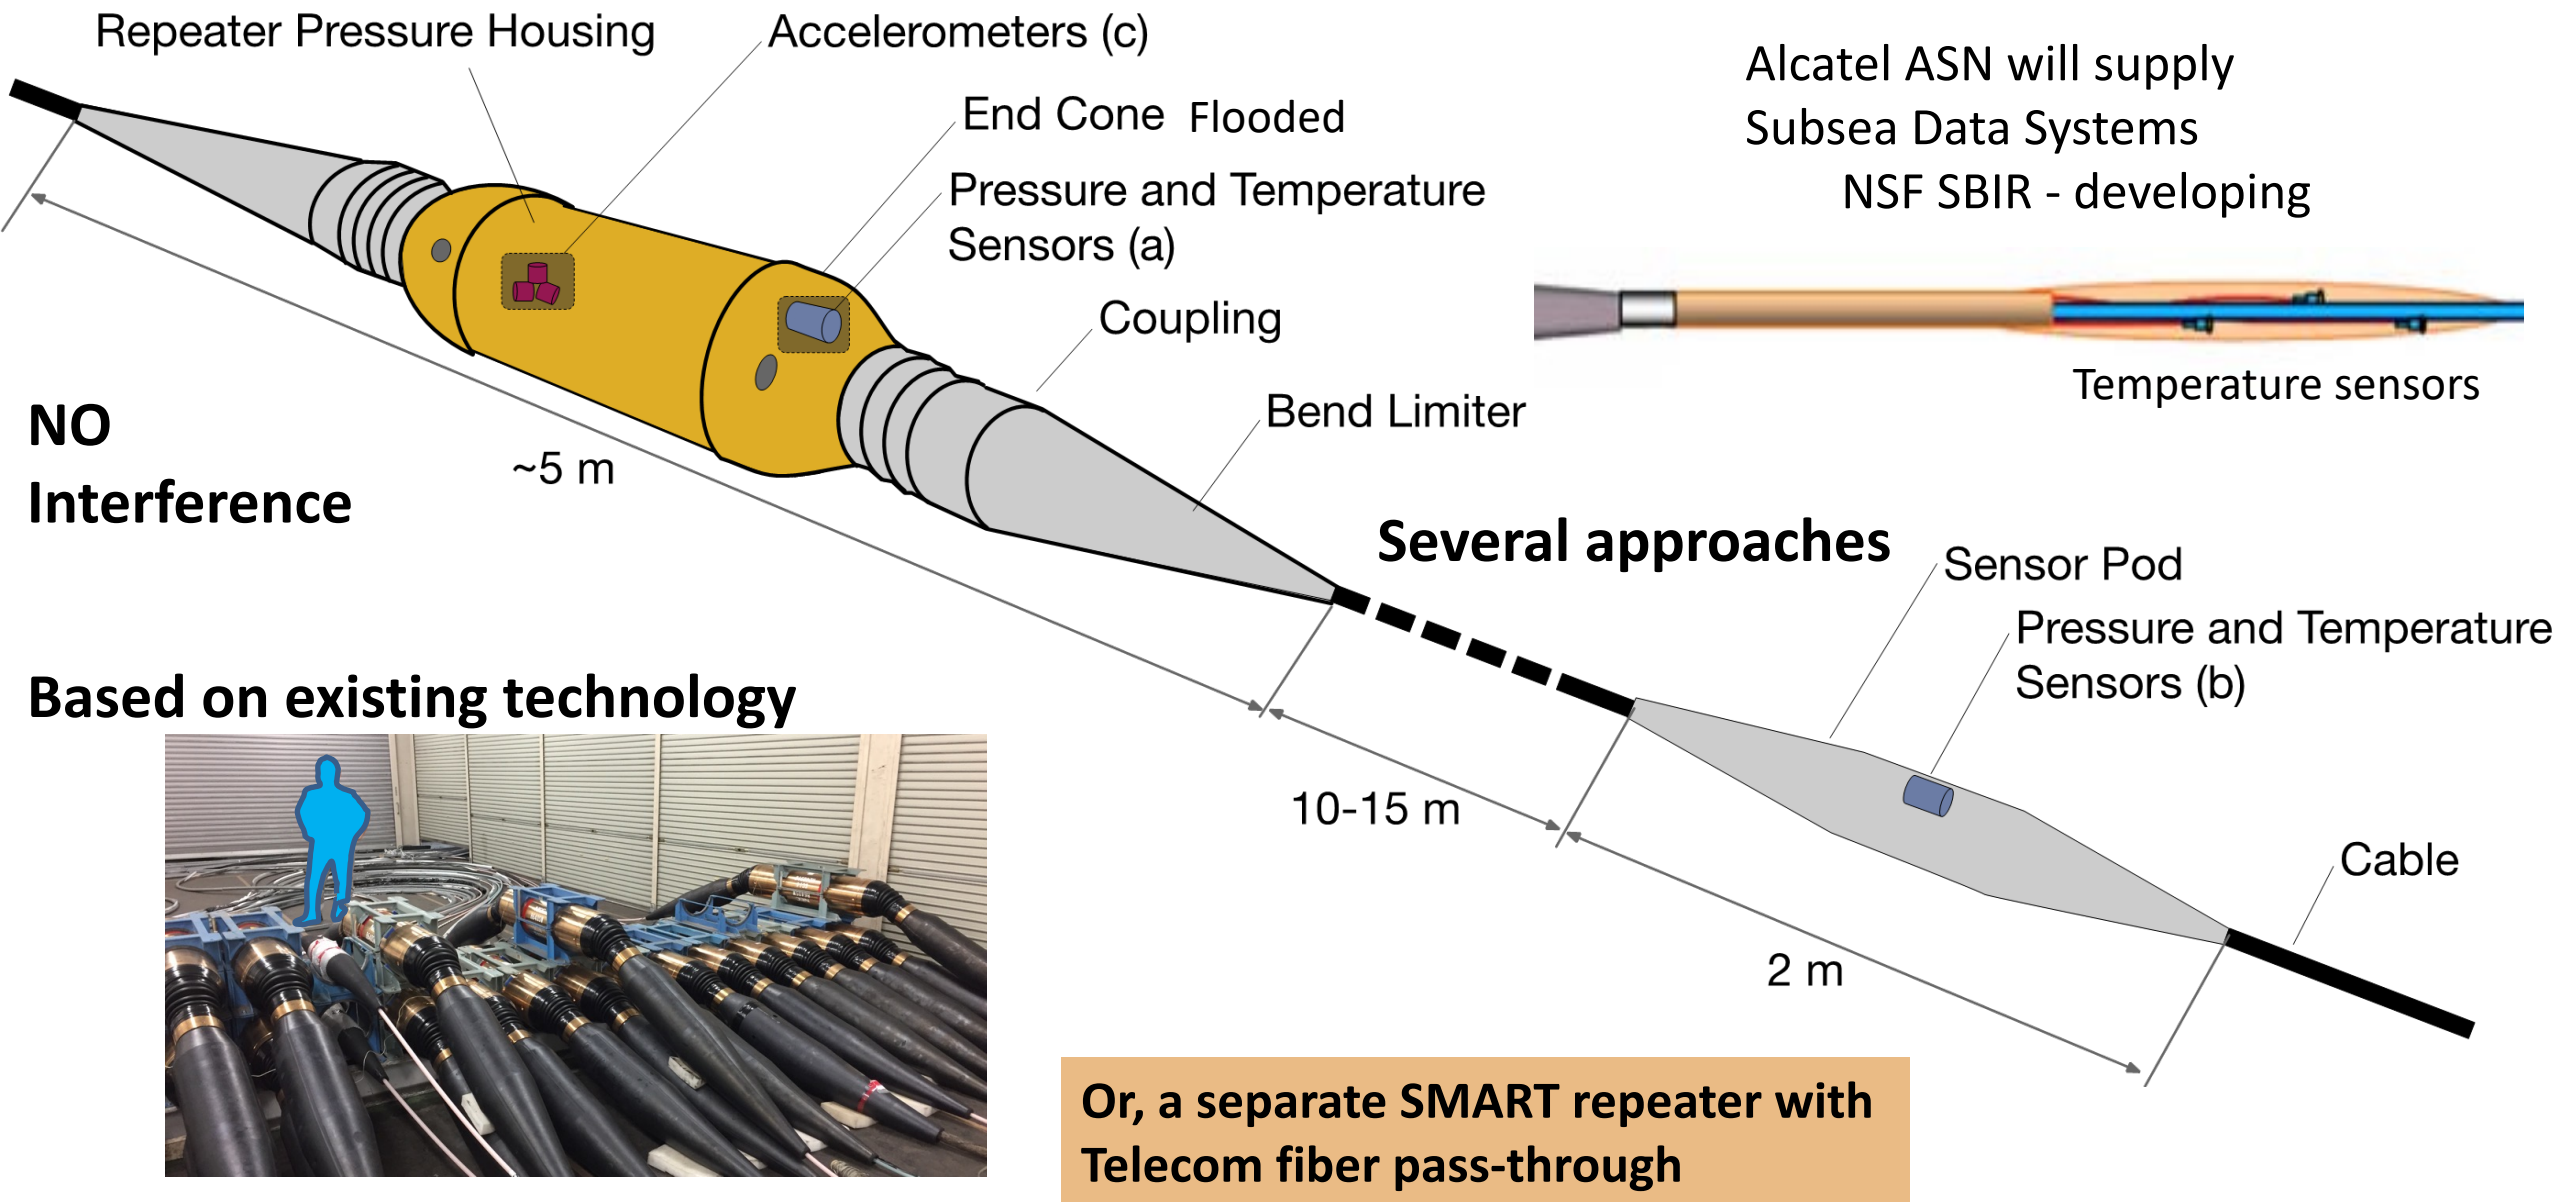 Repeater Pressure Housing
Accelerometers (c)
End Cone Flooded
Pressure and Temperature
Sensors (a)
Coupling
Bend Limiter
Alcatel ASN will supply
Subsea Data Systems
NSF SBIR - developing
Temperature sensors
NO
Interference
~5 m
Several approaches
Sensor Pod
Pressure and Temperature
Sensors (b)
Based on existing technology
10-15 m
Cable
2 m
Or, a separate SMART repeater with
Telecom fiber pass-through